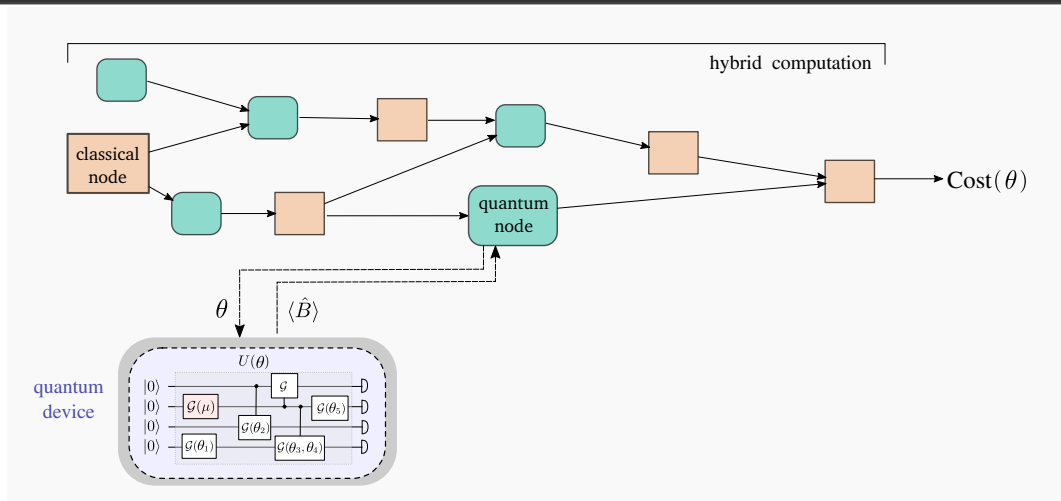 hybrid computation
classical
node
quantum
node
Cost(θ)
θ
⟨B̂⟩
quantum
device
U(θ)
|0⟩
|0⟩
|0⟩
|0⟩
𝒢
𝒢(μ)
𝒢(θ₅)
𝒢(θ₂)
𝒢(θ₁)
𝒢(θ₃, θ₄)